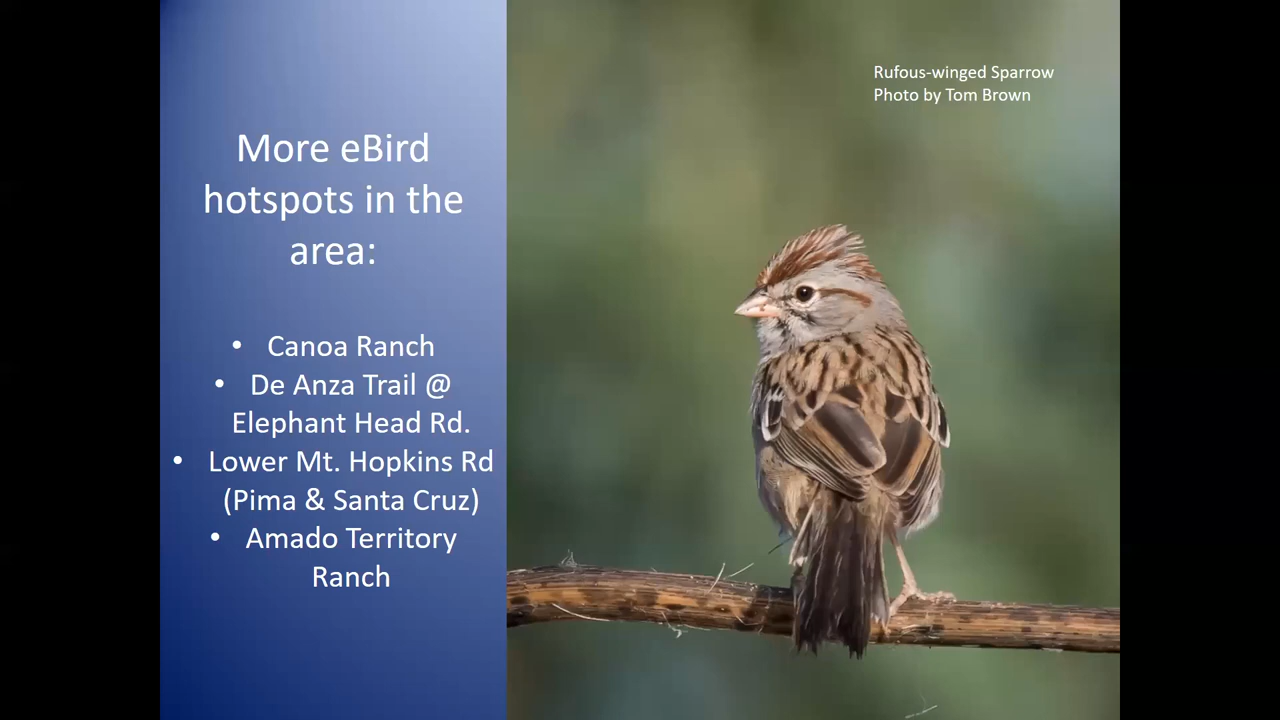 More eBird
hotspots in the
area:
• Canoa Ranch
• De Anza Trail @
Elephant Head Rd.
• Lower Mt. Hopkins Rd
(Pima & Santa Cruz)
• Amado Territory
Ranch
Rufous-winged Sparrow
Photo by Tom Brown